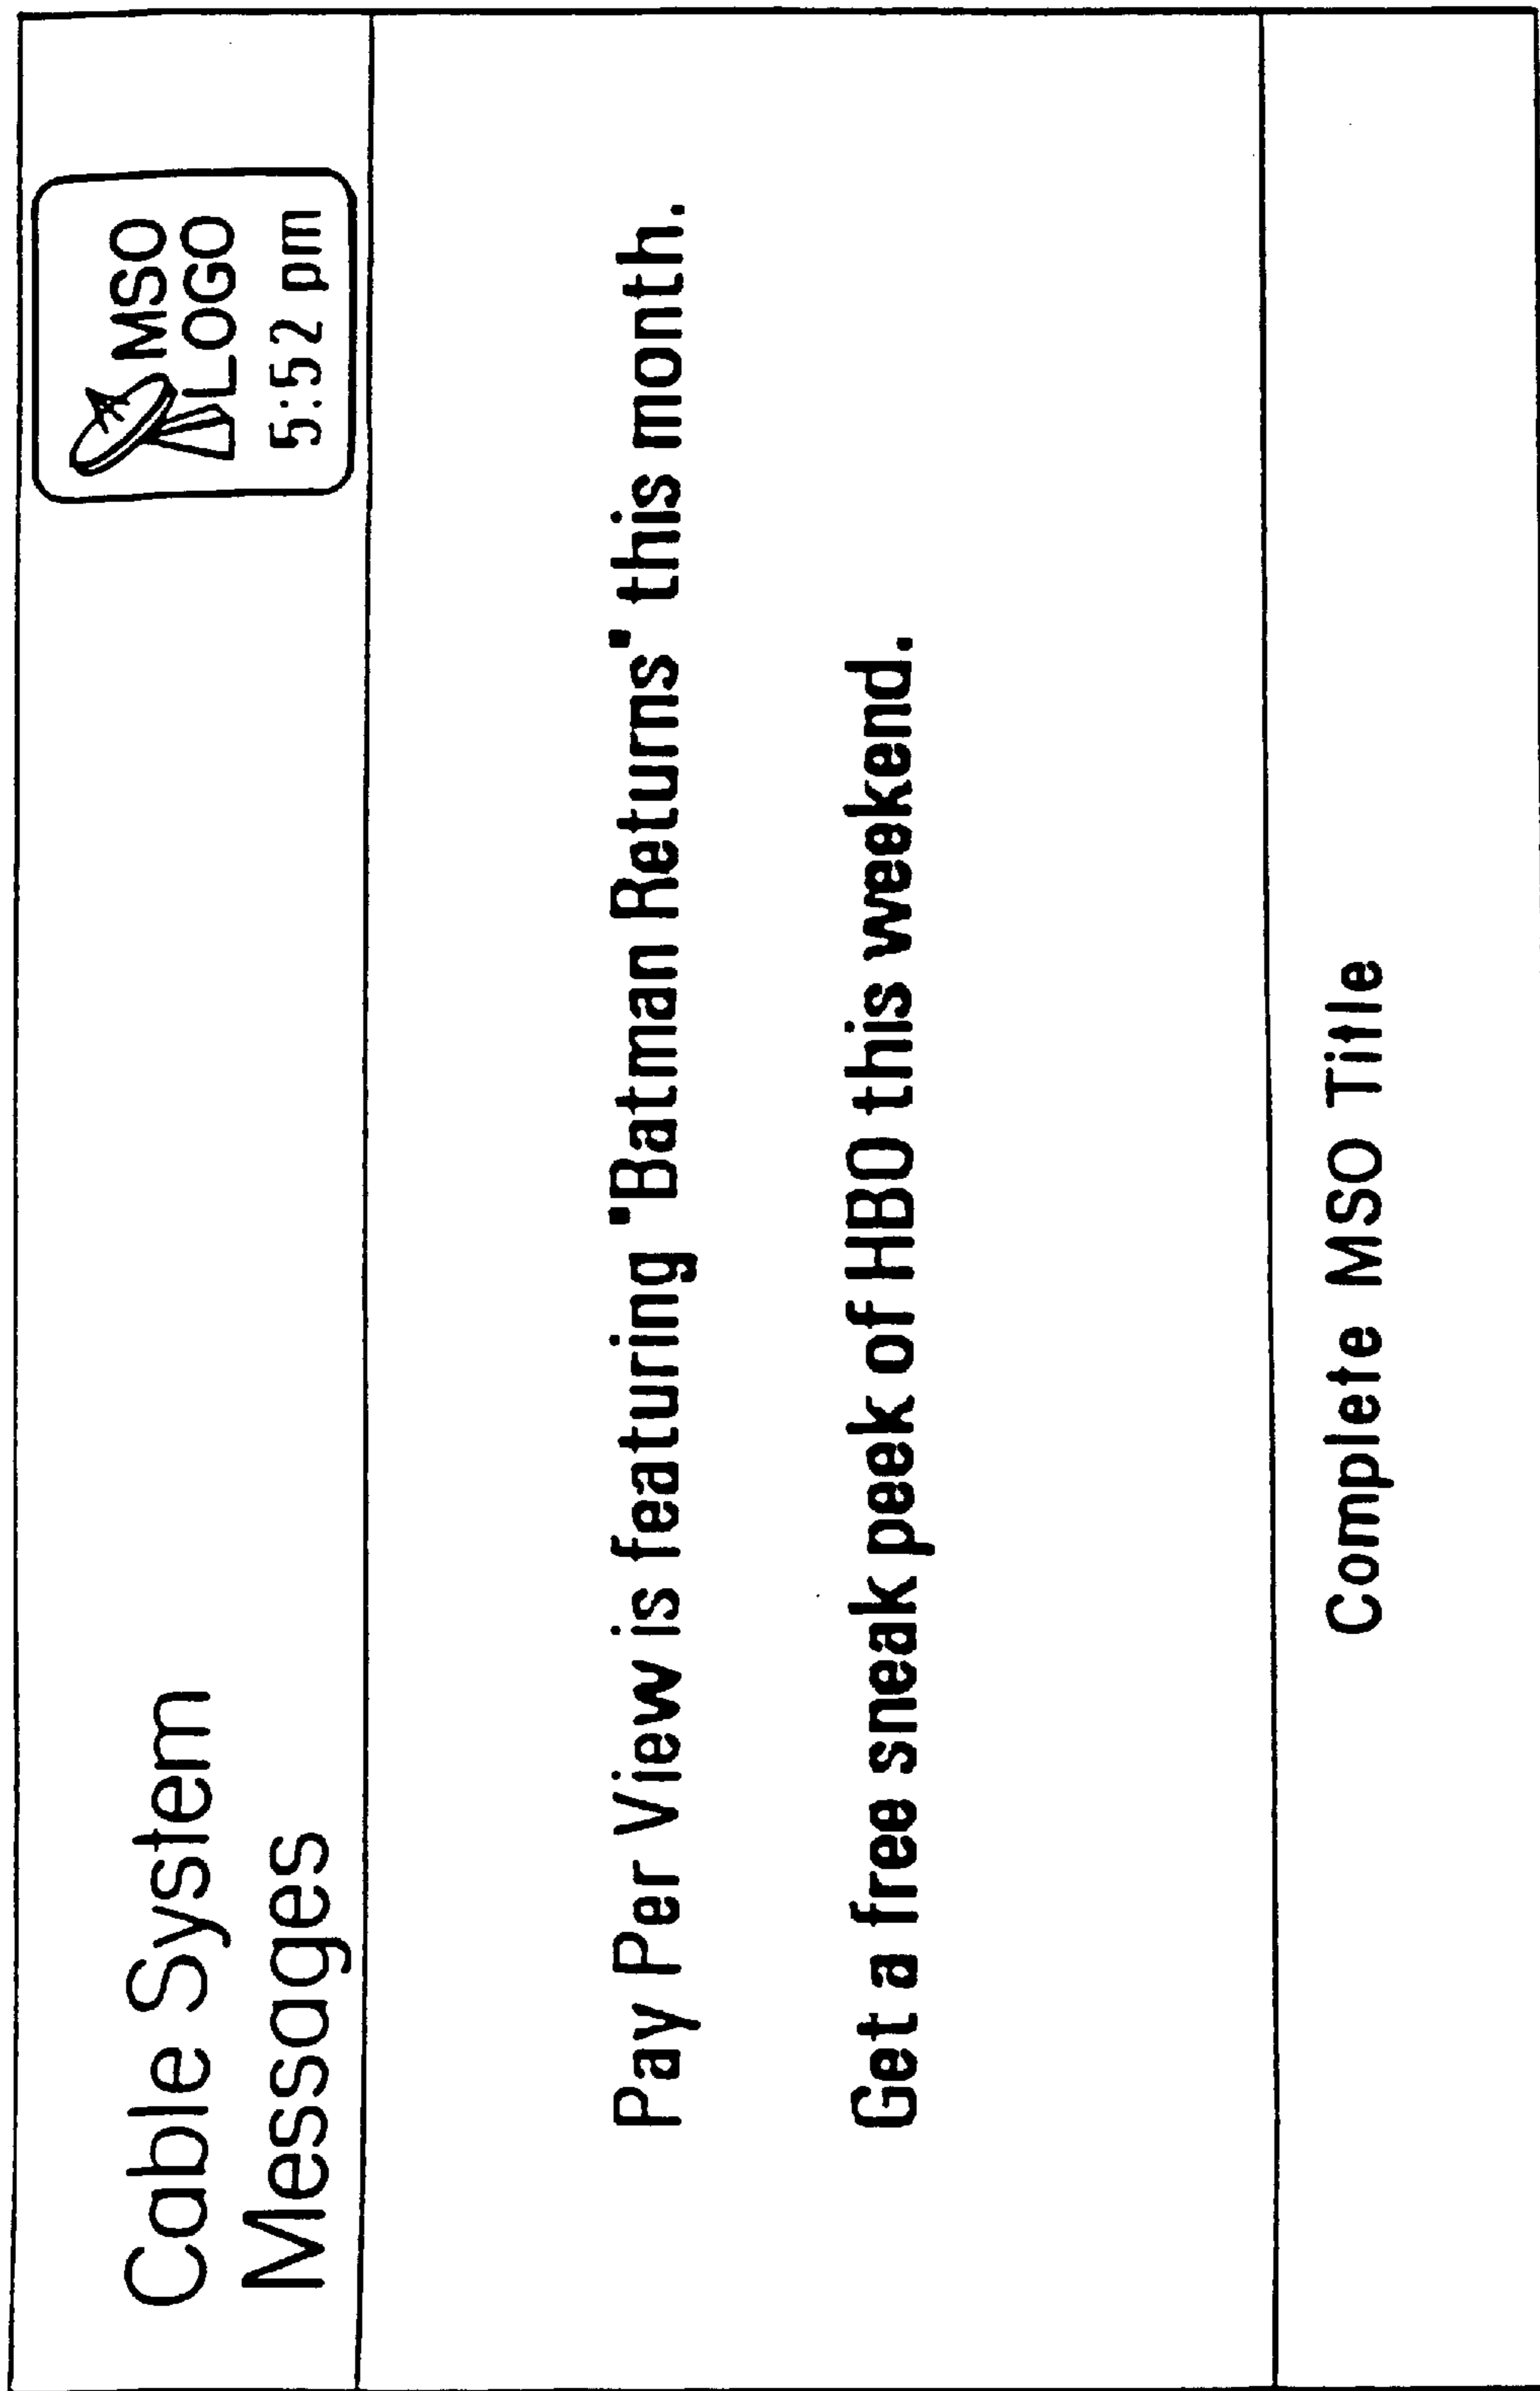 Cable System
Messages
MSO
LOGO
5:52 pm
Pay Per View is featuring "Batman Returns" this month.
Get a free sneak peek of HBO this weekend.
Complete MSO Title